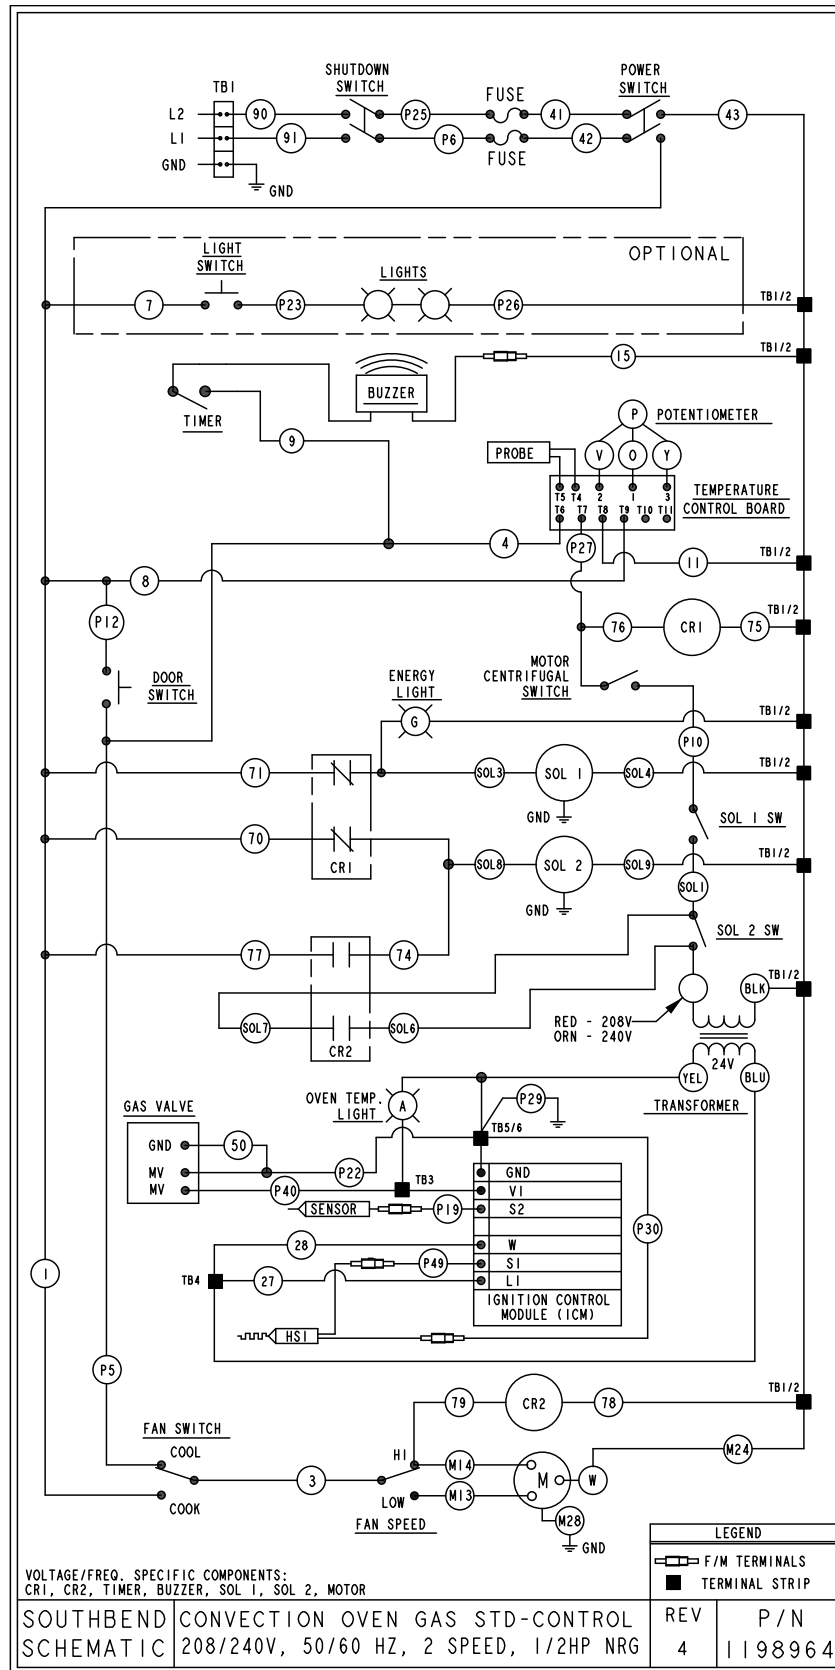 SHUTDOWN
SWITCH
POWER
SWITCH
TB1
FUSE
L2
90
P25
41
43
L1
91
P6
42
GND
GND
FUSE
LIGHT
SWITCH
LIGHTS
OPTIONAL
7
P23
P26
TB1/2
TB1/2
15
BUZZER
TIMER
9
P
POTENTIOMETER
PROBE
V
O
Y
T5 T4 2 1 3
T6 T7 T8 T9 T10 T11
TEMPERATURE
CONTROL BOARD
4
P27
11
TB1/2
8
P12
76
CR1
75
TB1/2
DOOR
SWITCH
ENERGY
LIGHT
MOTOR
CENTRIFUGAL
SWITCH
G
TB1/2
P10
71
SOL3
SOL 1
SOL4
TB1/2
GND
SOL 1 SW
70
CR1
SOL8
SOL 2
SOL9
TB1/2
GND
SOL1
SOL 2 SW
77
74
SOL7
SOL6
CR2
RED - 208V
ORN - 240V
BLK
TB1/2
24V
YEL
BLU
TRANSFORMER
OVEN TEMP.
LIGHT
A
P29
TB5/6
GAS VALVE
GND
50
MV
P22
MV
P40
TB3
SENSOR
P19
GND
V1
S2
W
S1
L1
IGNITION CONTROL
MODULE (ICM)
P30
28
P49
TB4
27
HSI
1
P5
79
CR2
78
TB1/2
FAN SWITCH
COOL
COOK
3
HI
LOW
FAN SPEED
M14
M13
M
W
M24
M28
GND
LEGEND
F/M TERMINALS
TERMINAL STRIP
VOLTAGE/FREQ. SPECIFIC COMPONENTS:
CR1, CR2, TIMER, BUZZER, SOL 1, SOL 2, MOTOR
SOUTHBEND
SCHEMATIC
CONVECTION OVEN GAS STD-CONTROL
208/240V, 50/60 HZ, 2 SPEED, 1/2HP NRG
REV
4
P/N
1198964